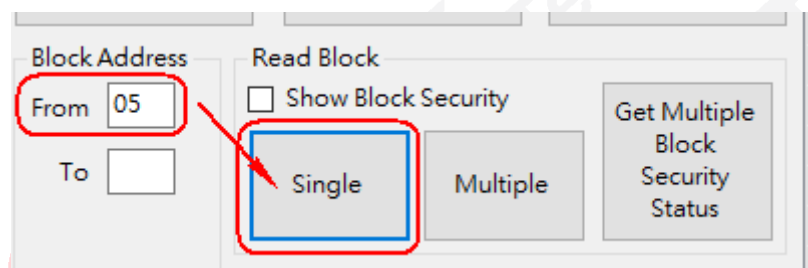 Block Address
From 05
To
Read Block
Show Block Security
Single
Multiple
Get Multiple
Block
Security
Status